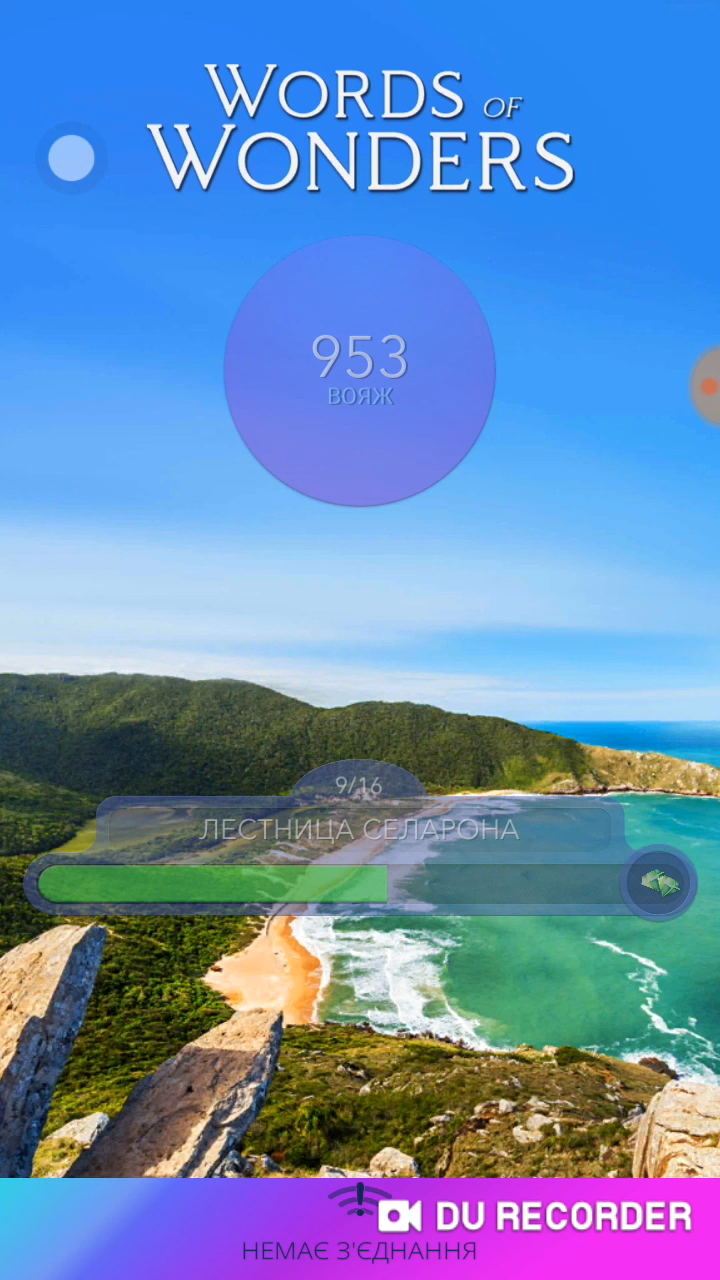 WORDS OF
WONDERS
953
ВОЯЖ
9/16
ЛЕСТНИЦА СЕЛАРОНА
DU RECORDER
НЕМАЄ З'ЄДНАННЯ